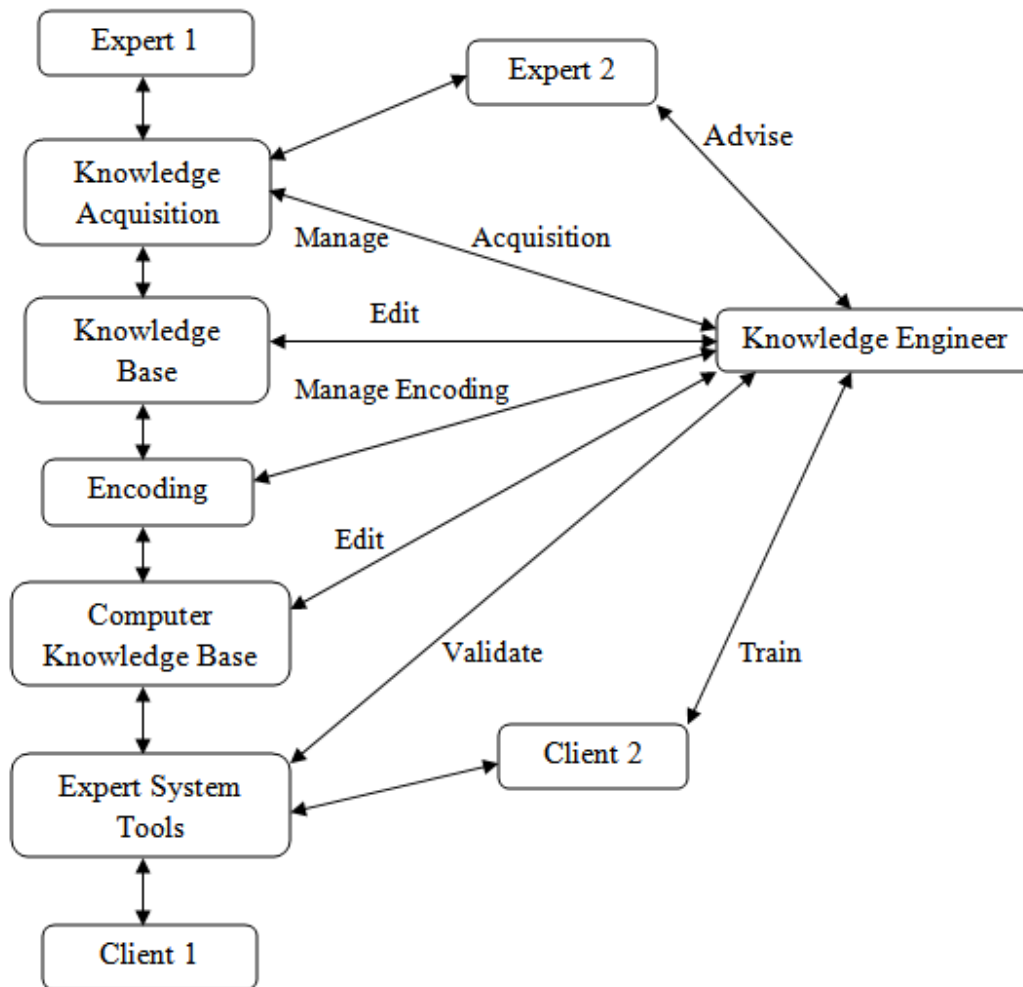 Expert 1
Expert 2
Advise
Knowledge
Acquisition
Manage Acquisition
Edit
Knowledge
Base
Knowledge Engineer
Manage Encoding
Encoding
Edit
Computer
Knowledge Base
Validate
Train
Client 2
Expert System
Tools
Client 1